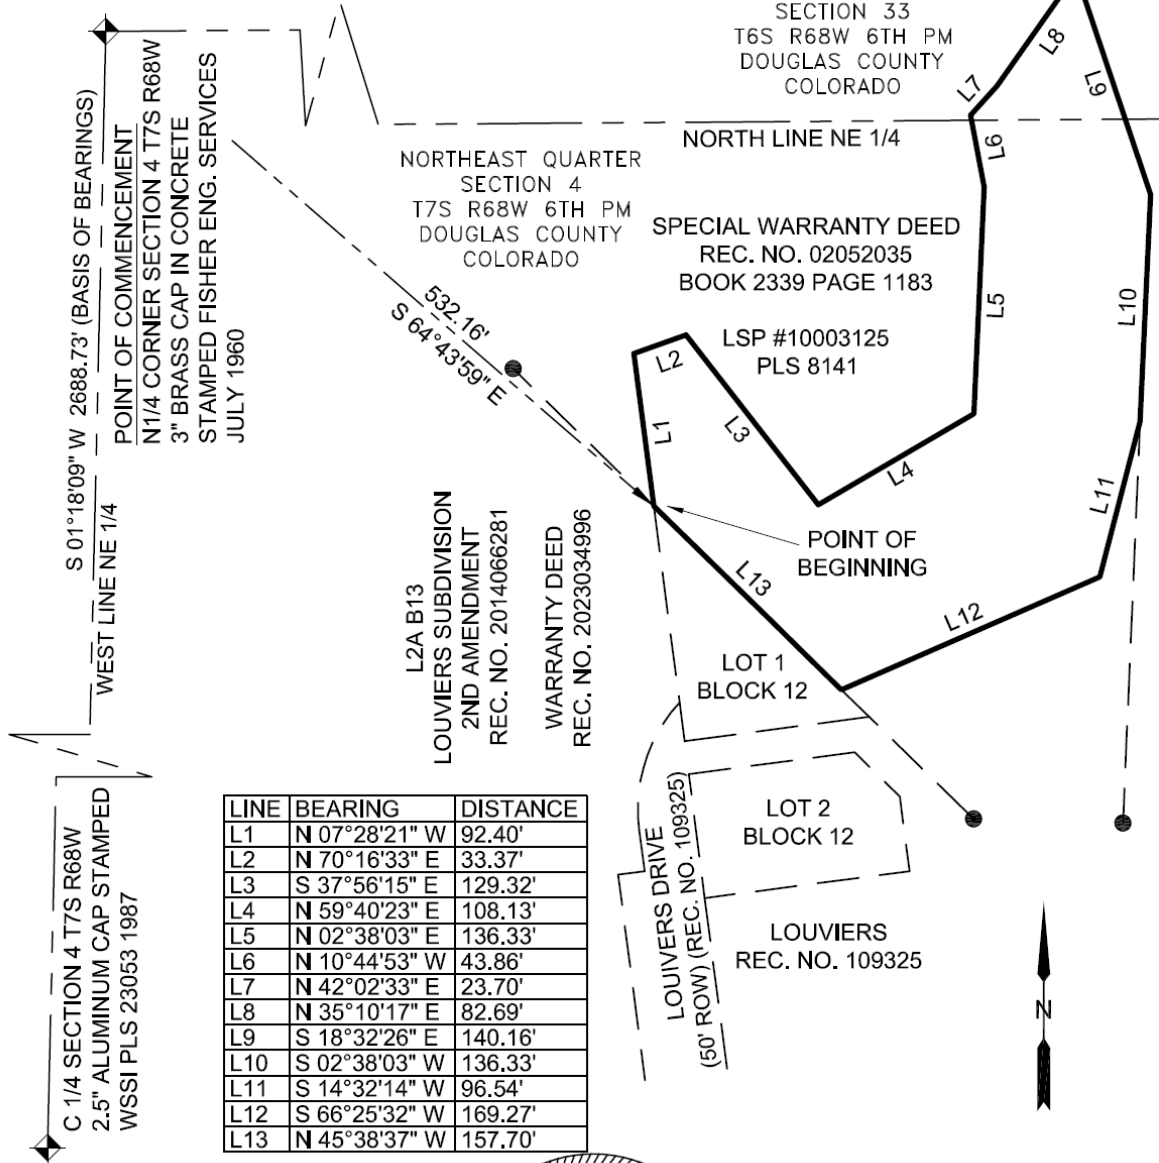 SECTION 33
T6S R68W 6TH PM
DOUGLAS COUNTY
COLORADO
L8
L7
L9
NORTH LINE NE 1/4
L6
NORTHEAST QUARTER
SECTION 4
T7S R68W 6TH PM
DOUGLAS COUNTY
COLORADO
SPECIAL WARRANTY DEED
REC. NO. 02052035
BOOK 2339 PAGE 1183
LSP #10003125
PLS 8141
S 01°18'09" W 2688.73' (BASIS OF BEARINGS)
WEST LINE NE 1/4
POINT OF COMMENCEMENT
N1/4 CORNER SECTION 4 T7S R68W
3" BRASS CAP IN CONCRETE
STAMPED FISHER ENG. SERVICES
JULY 1960
532.16'
S 64°43'59" E
L5
L10
L2
L1
L3
L4
L11
POINT OF
BEGINNING
L13
L12
L2A B13
LOUVIERS SUBDIVISION
2ND AMENDMENT
REC. NO. 2014066281
WARRANTY DEED
REC. NO. 2023034996
LOT 1
BLOCK 12
LOT 2
BLOCK 12
LOUIVERS DRIVE
(50' ROW) (REC. NO. 109325)
LOUVIERS
REC. NO. 109325
N
C 1/4 SECTION 4 T7S R68W
2.5" ALUMINUM CAP STAMPED
WSSI PLS 23053 1987
LINE BEARING DISTANCE
L1 N 07°28'21" W 92.40'
L2 N 70°16'33" E 33.37'
L3 S 37°56'15" E 129.32'
L4 N 59°40'23" E 108.13'
L5 N 02°38'03" E 136.33'
L6 N 10°44'53" W 43.86'
L7 N 42°02'33" E 23.70'
L8 N 35°10'17" E 82.69'
L9 S 18°32'26" E 140.16'
L10 S 02°38'03" W 136.33'
L11 S 14°32'14" W 96.54'
L12 S 66°25'32" W 169.27'
L13 N 45°38'37" W 157.70'